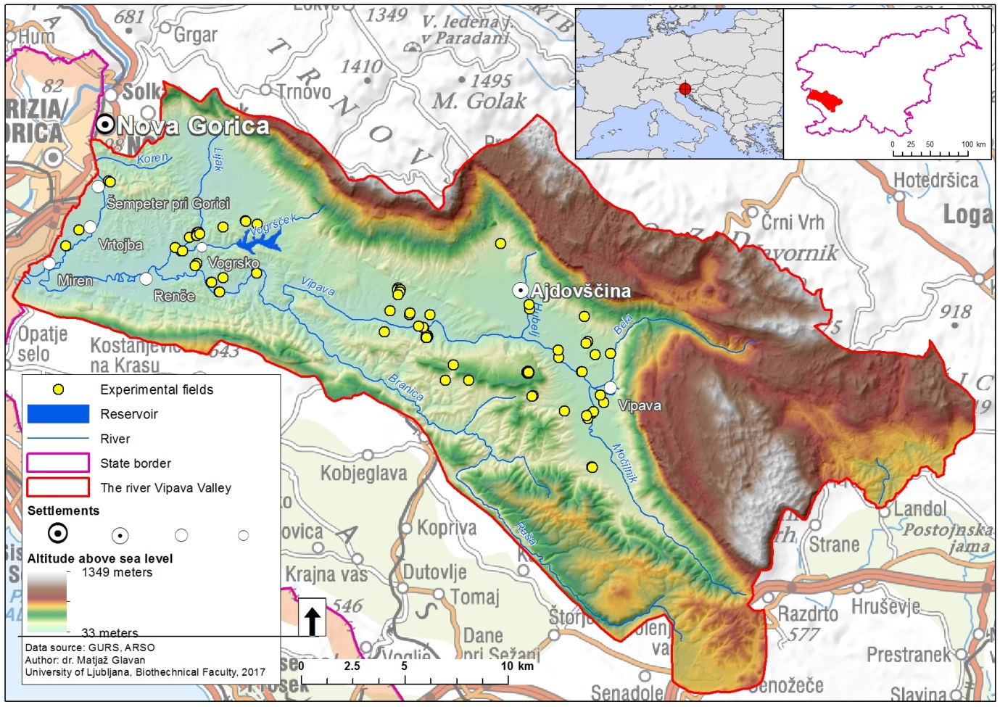 681
1349
V. ledena j.
v Paradani
Hum
Grgar
82
1410
1495
M. Golak
Solk
Trnovo
T
R
N
O
V
RIZIA/
ORICA
Nova Gorica
98
Koren
Lijak
Šempeter pri Gorici
Vogršček
Vrtojba
Vogrsko
Miren
Renče
Vipava
Ajdovščina
Hubelj
Bela
Hotedršica
Loga
Črni Vrh
avornik
918
Opatje
selo
Kostanjevic
na Krasu
643
Branica
Vipava
Močilnik
Raša
0 25 50 100 km
Experimental fields
Reservoir
River
State border
The river Vipava Valley
Settlements
Altitude above sea level
1349 meters
33 meters
Data source: GURS, ARSO
Author: dr. Matjaž Glavan
University of Ljubljana, Biothechnical Faculty, 2017
Kobjeglava
Kopriva
ovica
Krajna vas
Dutovlje
Tomaj
546
Dane
pri Sežani
Voglje
Štorje
Landol
Postojnska
jama
Strane
Hruševje
Razdrto
577
Prestranek
Slavina
Senožeče
Senadole
0 2.5 5 10 km